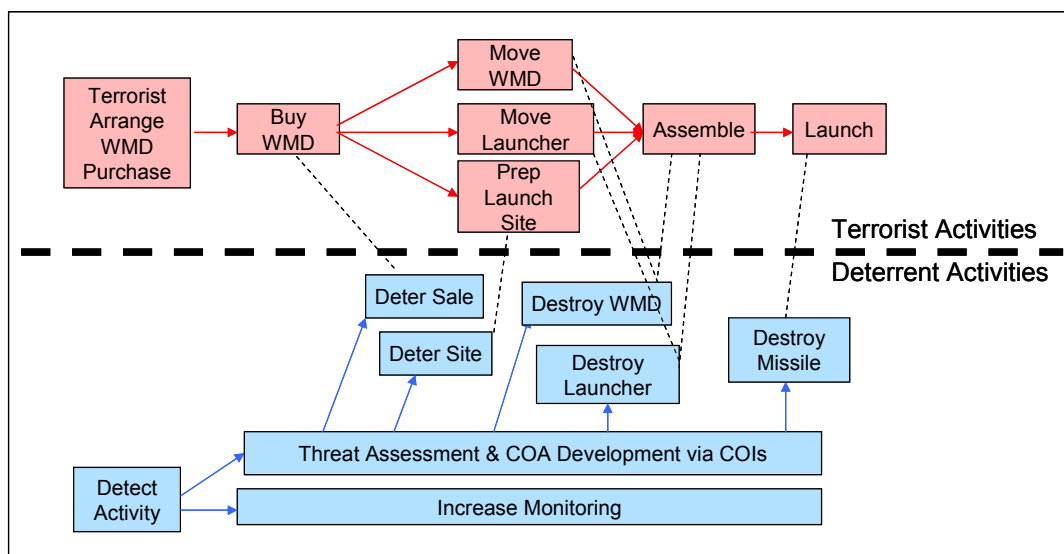 Terrorist
Arrange
WMD
Purchase
Buy
WMD
Move
WMD
Move
Launcher
Prep
Launch
Site
Assemble
Launch
Terrorist Activities
Deterrent Activities
Deter Sale
Deter Site
Destroy WMD
Destroy
Launcher
Destroy
Missile
Threat Assessment & COA Development via COIs
Detect
Activity
Increase Monitoring